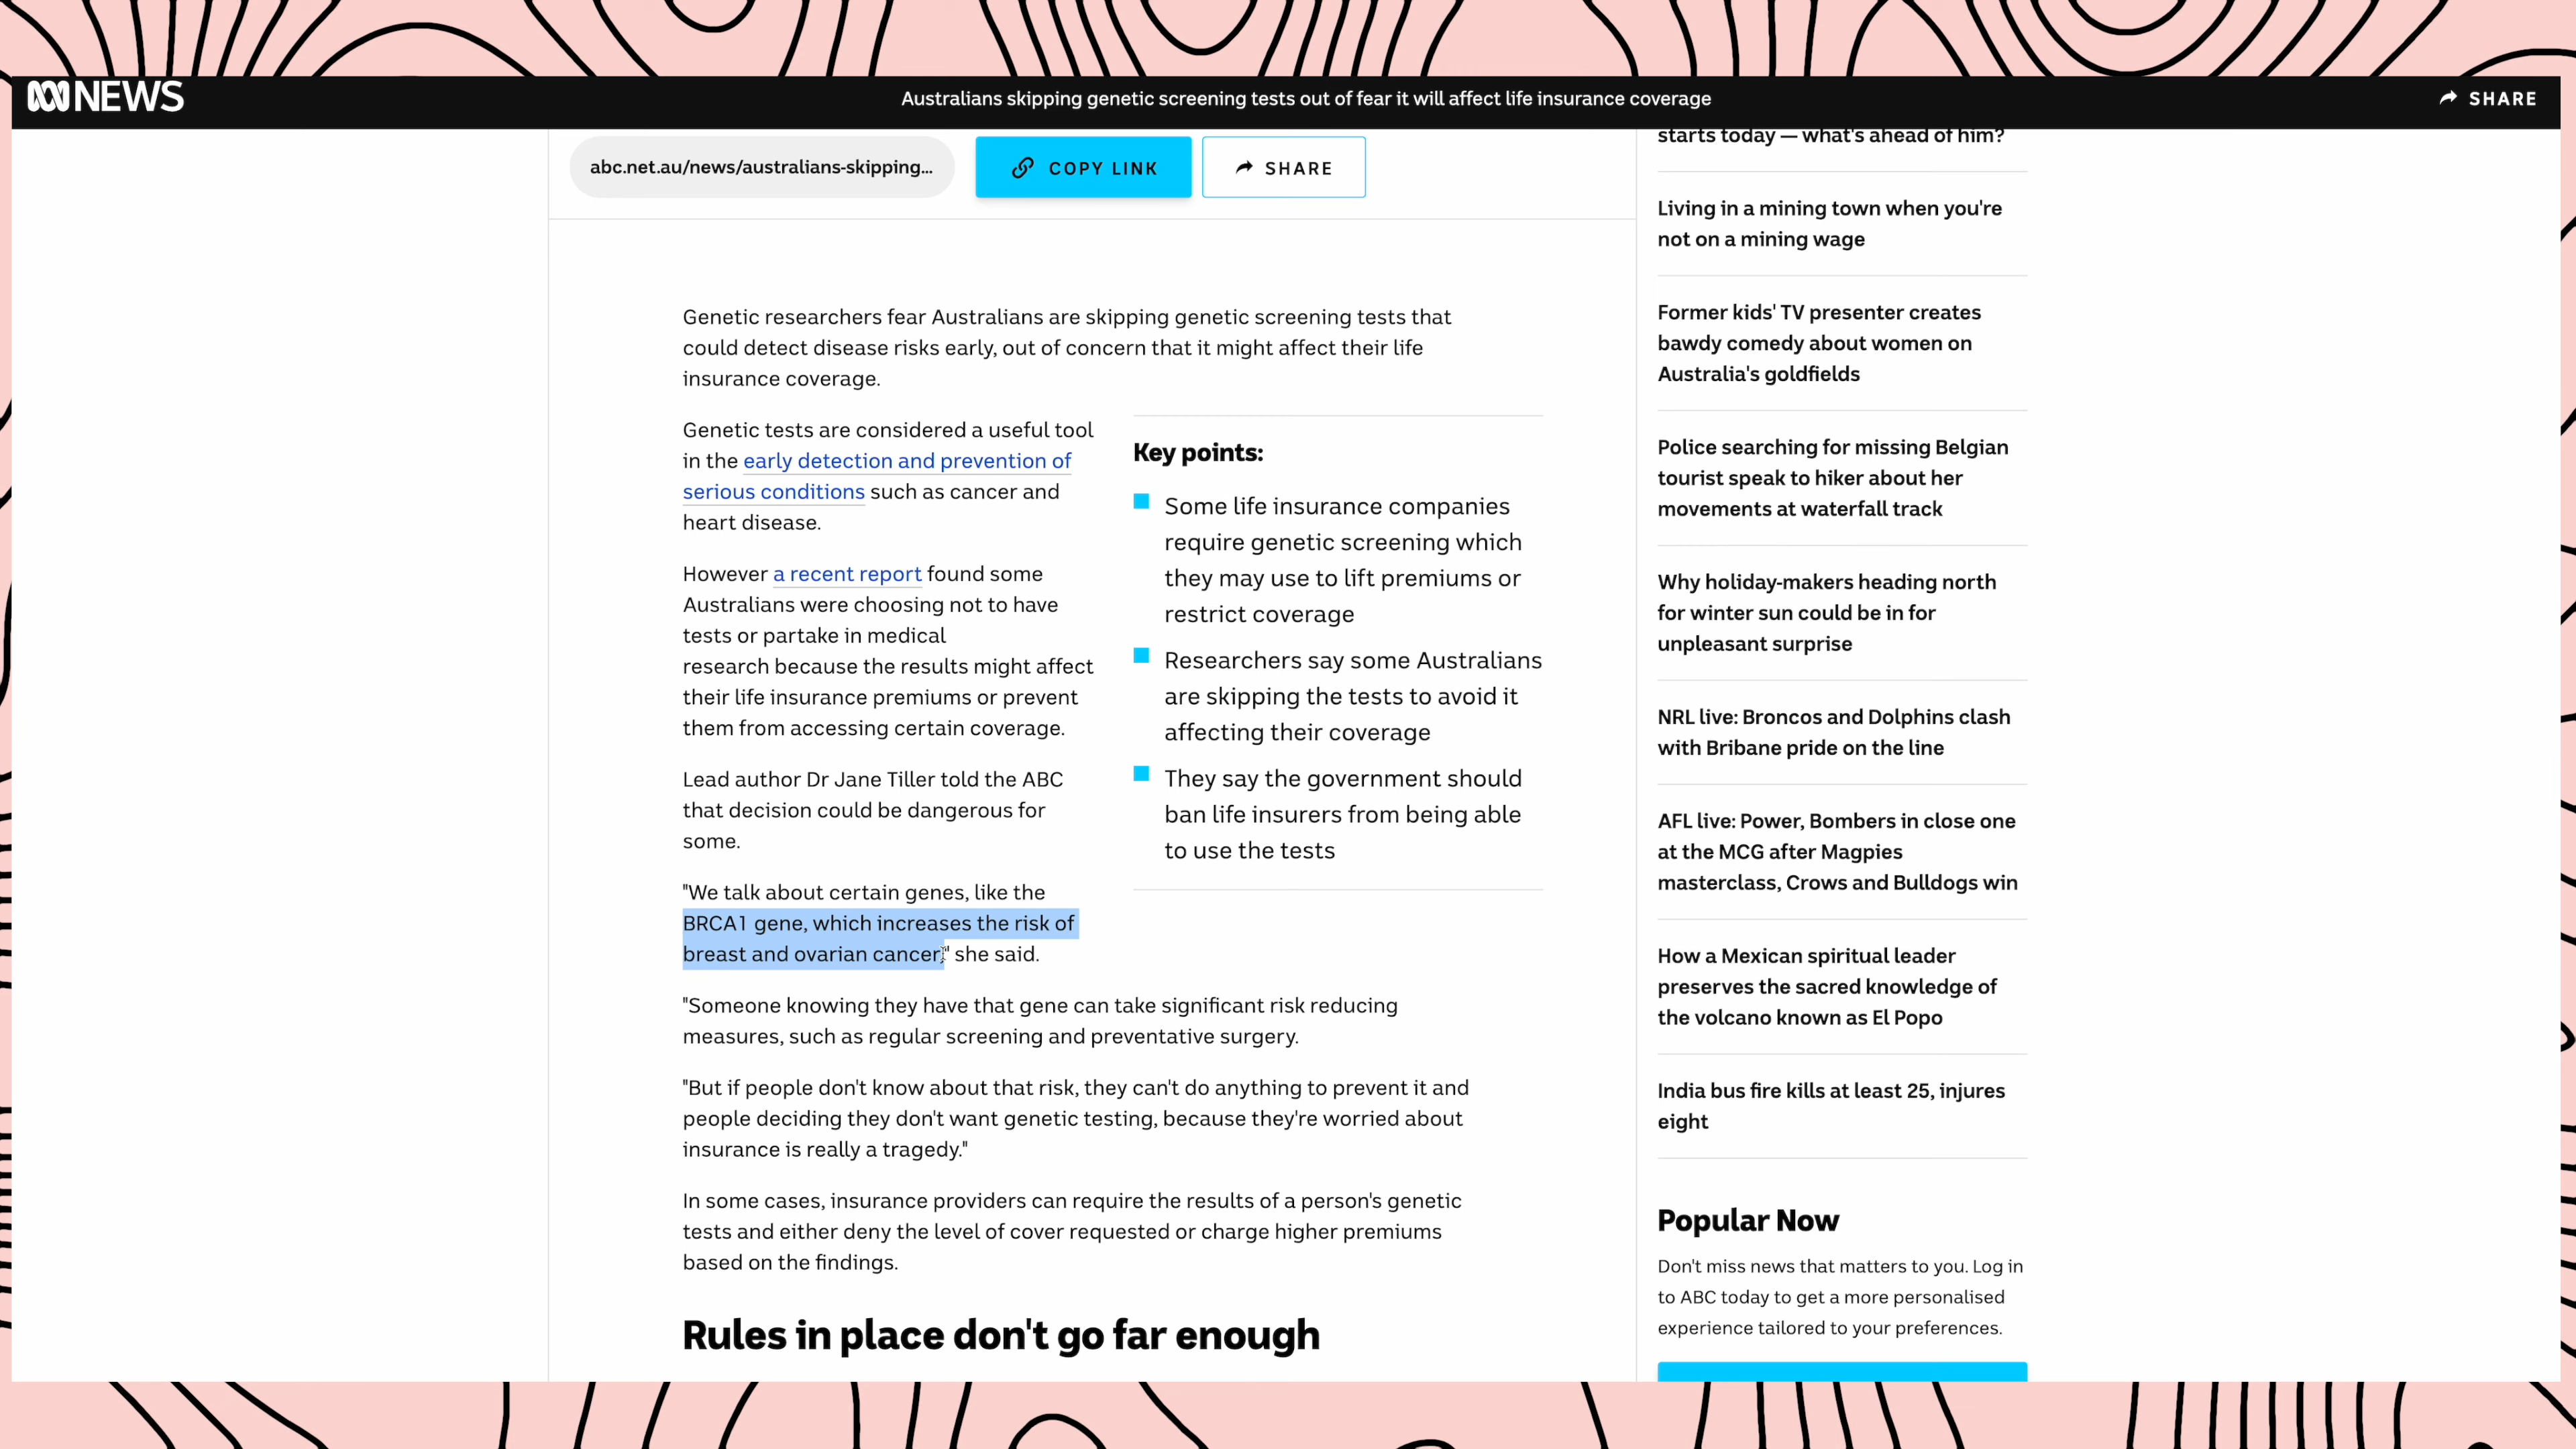 NEWS
Australians skipping genetic screening tests out of fear it will affect life insurance coverage
SHARE
abc.net.au/news/australians-skipping...
COPY LINK
SHARE
Genetic researchers fear Australians are skipping genetic screening tests that
could detect disease risks early, out of concern that it might affect their life
insurance coverage.
Genetic tests are considered a useful tool
in the early detection and prevention of
serious conditions such as cancer and
heart disease.
However a recent report found some
Australians were choosing not to have
tests or partake in medical
research because the results might affect
their life insurance premiums or prevent
them from accessing certain coverage.
Lead author Dr Jane Tiller told the ABC
that decision could be dangerous for
some.
"We talk about certain genes, like the
BRCA1 gene, which increases the risk of
breast and ovarian cancer," she said.
Key points:
Some life insurance companies
require genetic screening which
they may use to lift premiums or
restrict coverage
Researchers say some Australians
are skipping the tests to avoid it
affecting their coverage
They say the government should
ban life insurers from being able
to use the tests
"Someone knowing they have that gene can take significant risk reducing
measures, such as regular screening and preventative surgery.
"But if people don't know about that risk, they can't do anything to prevent it and
people deciding they don't want genetic testing, because they're worried about
insurance is really a tragedy."
In some cases, insurance providers can require the results of a person's genetic
tests and either deny the level of cover requested or charge higher premiums
based on the findings.
Rules in place don't go far enough
starts today — what's ahead of him?
Living in a mining town when you're
not on a mining wage
Former kids' TV presenter creates
bawdy comedy about women on
Australia's goldfields
Police searching for missing Belgian
tourist speak to hiker about her
movements at waterfall track
Why holiday-makers heading north
for winter sun could be in for
unpleasant surprise
NRL live: Broncos and Dolphins clash
with Bribane pride on the line
AFL live: Power, Bombers in close one
at the MCG after Magpies
masterclass, Crows and Bulldogs win
How a Mexican spiritual leader
preserves the sacred knowledge of
the volcano known as El Popo
India bus fire kills at least 25, injures
eight
Popular Now
Don't miss news that matters to you. Log in
to ABC today to get a more personalised
experience tailored to your preferences.